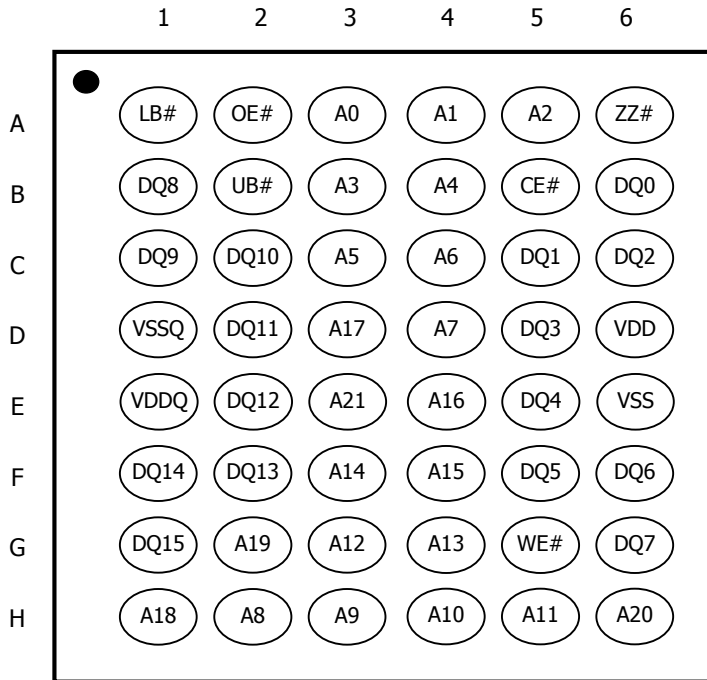 1 2 3 4 5 6
A LB# OE# A0 A1 A2 ZZ#
B DQ8 UB# A3 A4 CE# DQ0
C DQ9 DQ10 A5 A6 DQ1 DQ2
D VSSQ DQ11 A17 A7 DQ3 VDD
E VDDQ DQ12 A21 A16 DQ4 VSS
F DQ14 DQ13 A14 A15 DQ5 DQ6
G DQ15 A19 A12 A13 WE# DQ7
H A18 A8 A9 A10 A11 A20